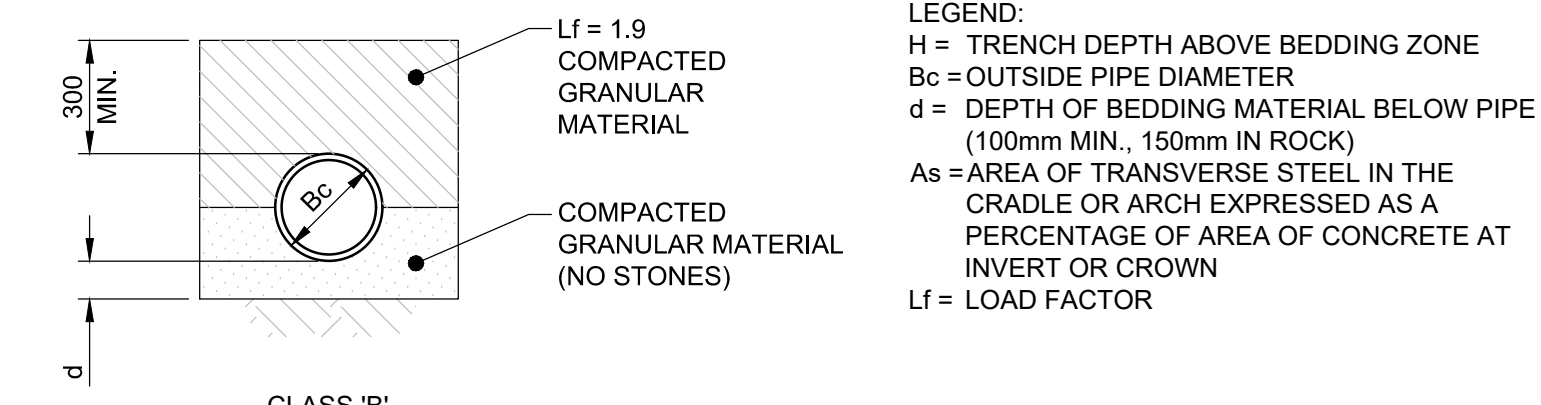 300
MIN.
Bc
d
Lf = 1.9
COMPACTED
GRANULAR
MATERIAL
COMPACTED
GRANULAR MATERIAL
(NO STONES)
CLASS 'B'
LEGEND:
H = TRENCH DEPTH ABOVE BEDDING ZONE
Bc = OUTSIDE PIPE DIAMETER
d = DEPTH OF BEDDING MATERIAL BELOW PIPE
(100mm MIN., 150mm IN ROCK)
As = AREA OF TRANSVERSE STEEL IN THE
CRADLE OR ARCH EXPRESSED AS A
PERCENTAGE OF AREA OF CONCRETE AT
INVERT OR CROWN
Lf = LOAD FACTOR